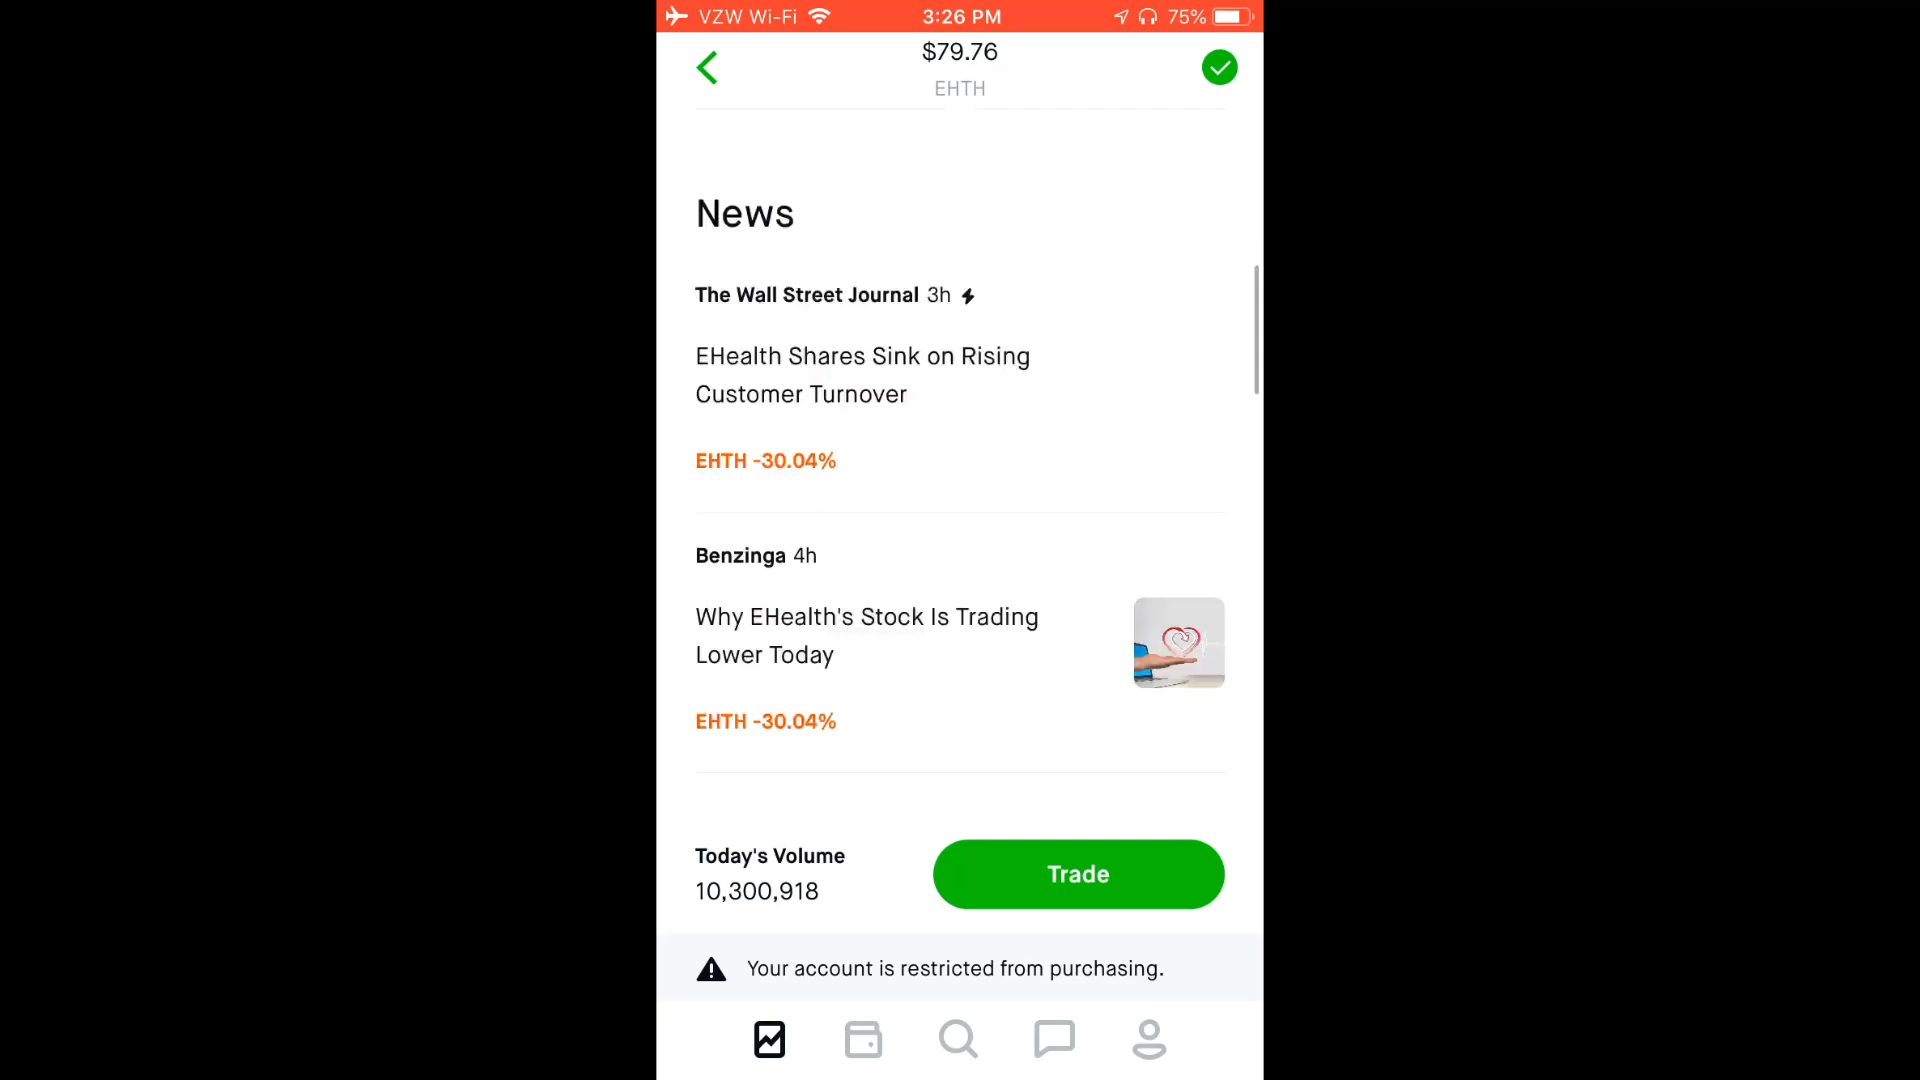 VZW Wi-Fi 3:26 PM 75%
$79.76
EHTH
News
The Wall Street Journal 3h
EHealth Shares Sink on Rising
Customer Turnover
EHTH -30.04%
Benzinga 4h
Why EHealth's Stock Is Trading
Lower Today
EHTH -30.04%
Today's Volume
10,300,918
Trade
Your account is restricted from purchasing.